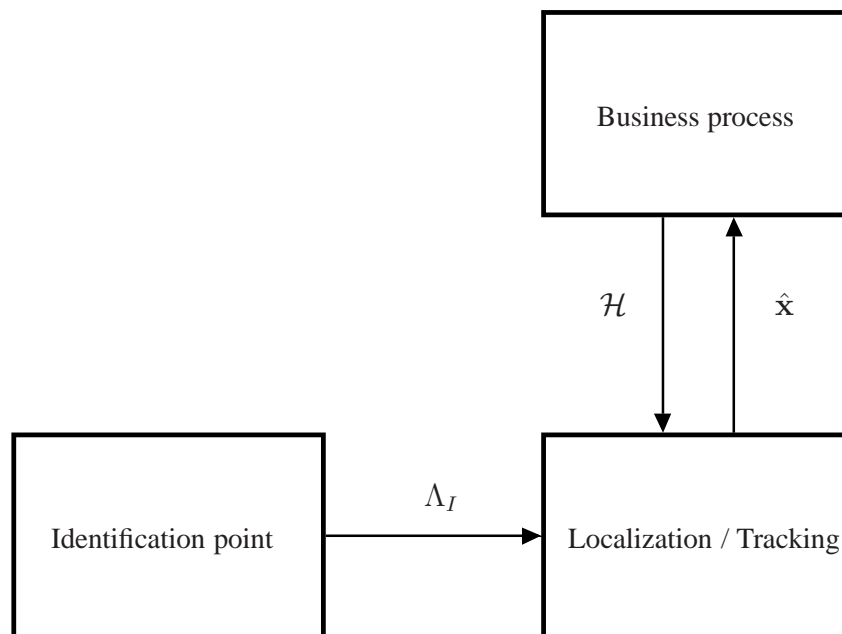 Business process
ℋ
x̂
Λ_I
Identification point
Localization / Tracking